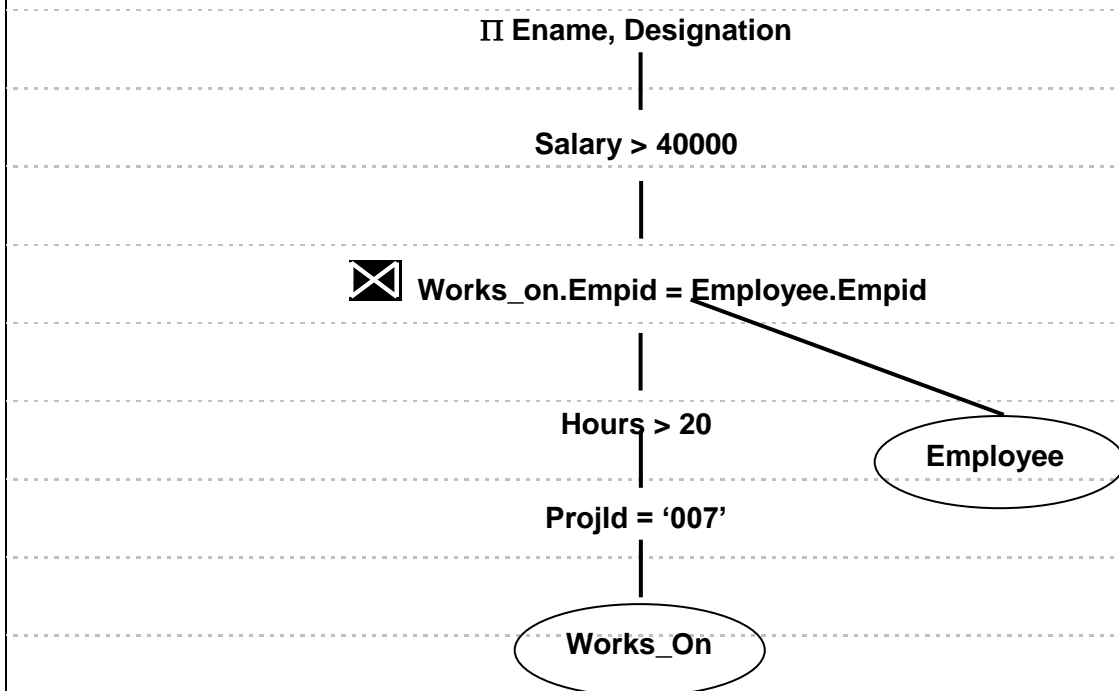 Π Ename, Designation
Salary > 40000
Works_on.Empid = Employee.Empid
Hours > 20
Employee
ProjId = ‘007’
Works_On